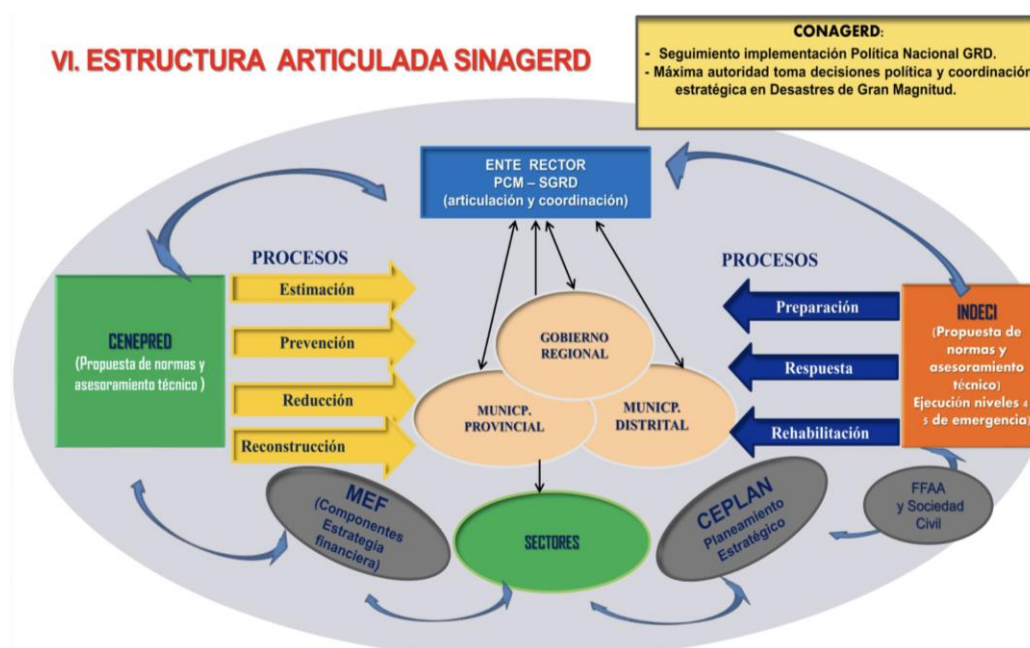 VI. ESTRUCTURA ARTICULADA SINAGERD
CONAGERD:
- Seguimiento implementación Política Nacional GRD.
- Máxima autoridad toma decisiones política y coordinación
estratégica en Desastres de Gran Magnitud.
ENTE RECTOR
PCM – SGRD
(articulación y coordinación)
PROCESOS
Estimación
Prevención
Reducción
Reconstrucción
CENEPRED
(Propuesta de normas y
asesoramiento técnico )
GOBIERNO
REGIONAL
MUNICP.
PROVINCIAL
MUNICP.
DISTRITAL
PROCESOS
Preparación
Respuesta
Rehabilitación
INDECI
(Propuesta de
normas y
asesoramiento
técnico)
Ejecución niveles 4
5 de emergencia)
MEF
(Componentes
Estrategia
financiera)
SECTORES
CEPLAN
Planeamiento
Estratégico
FFAA
y Sociedad
Civil